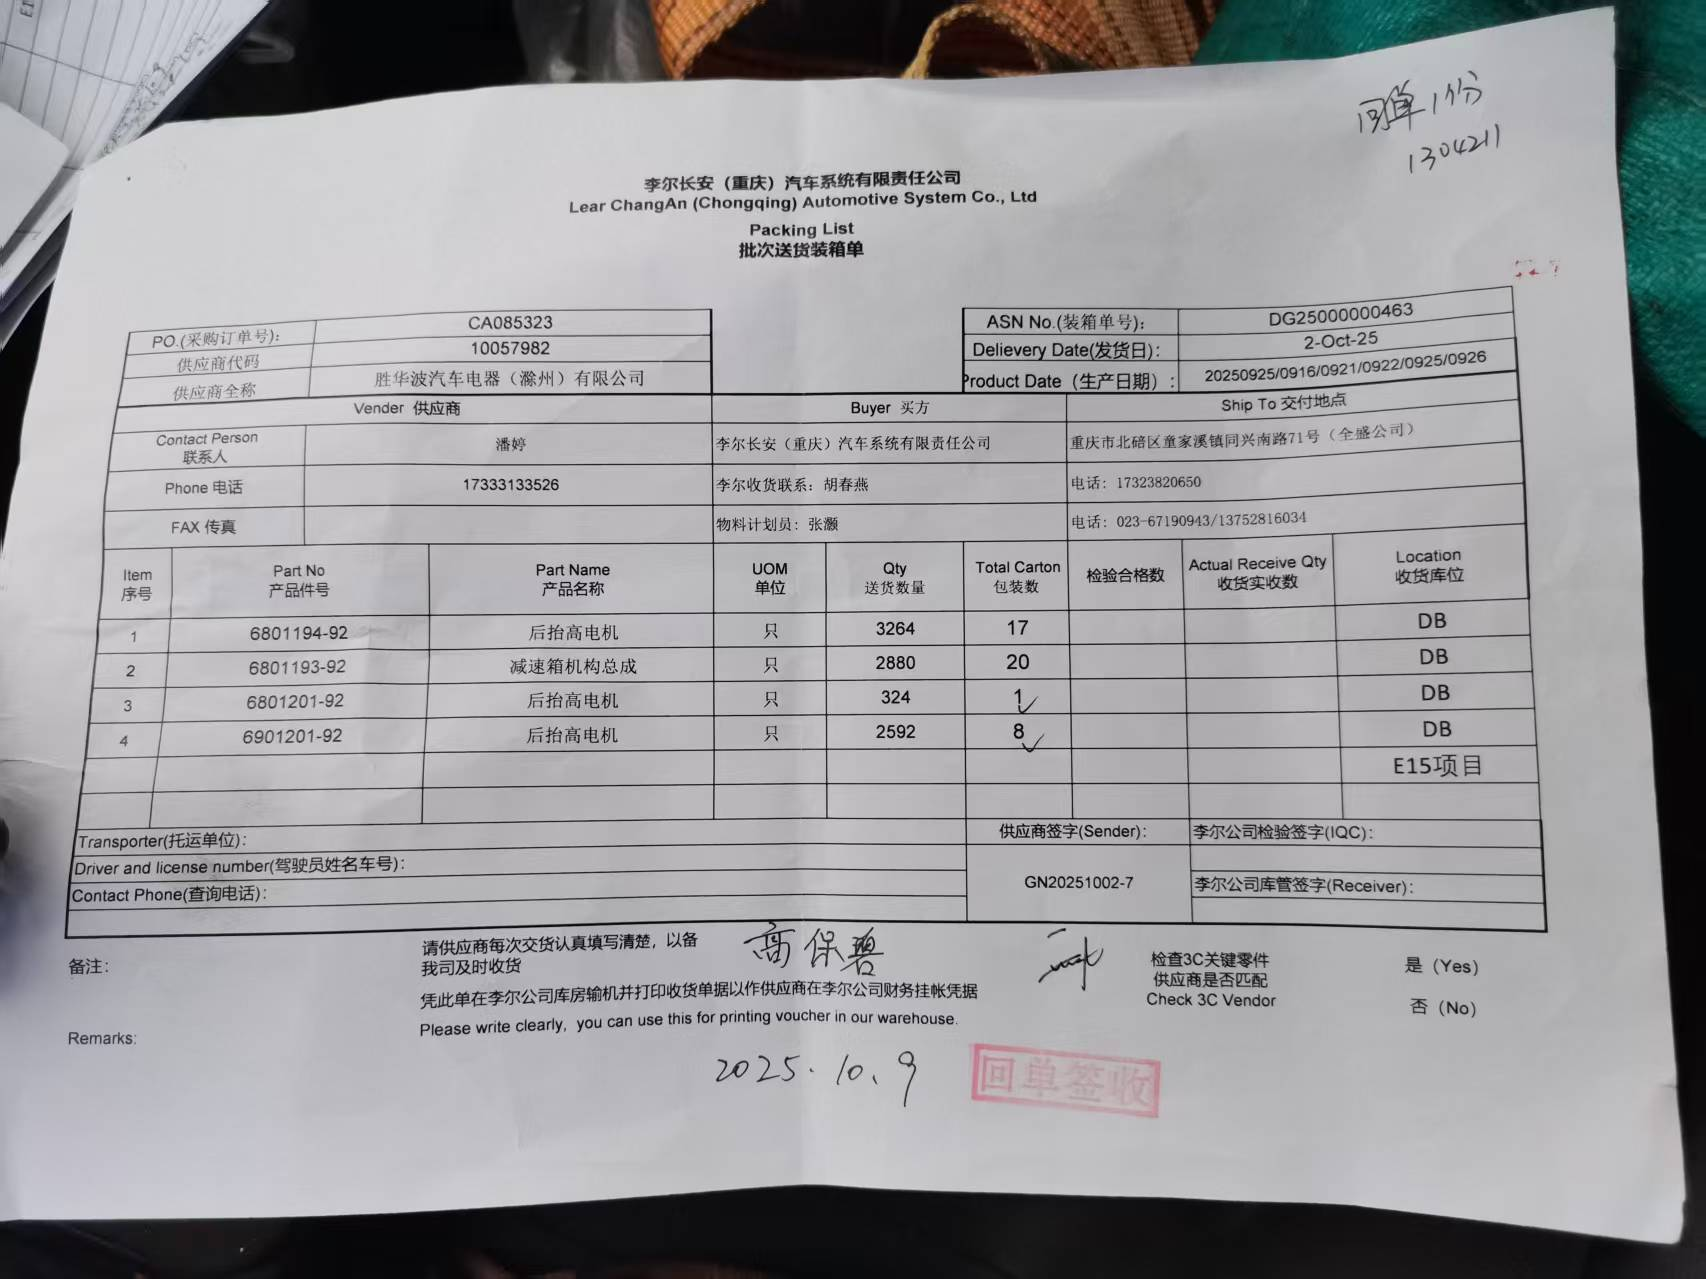 回单1份
1304211
李尔长安（重庆）汽车系统有限责任公司
Lear ChangAn (Chongqing) Automotive System Co., Ltd
Packing List
批次送货装箱单
PO.(采购订单号): CA085323
供应商代码 10057982
供应商全称 胜华波汽车电器（滁州）有限公司
ASN No.(装箱单号): DG25000000463
Delievery Date(发货日): 2-Oct-25
Product Date（生产日期）: 20250925/0916/0921/0922/0925/0926
Vender 供应商 Buyer 买方 Ship To 交付地点
Contact Person 联系人 潘婷 李尔长安（重庆）汽车系统有限责任公司 重庆市北碚区童家溪镇同兴南路71号（全盛公司）
Phone 电话 17333133526 李尔收货联系：胡春燕 电话：17323820650
FAX 传真 物料计划员：张灏 电话：023-67190943/13752816034
Item Part No Part Name UOM Qty Total Carton 检验合格数 Actual Receive Qty Location
序号 产品件号 产品名称 单位 送货数量 包装数 收货实收数 收货库位
1 6801194-92 后抬高电机 只 3264 17 DB
2 6801193-92 减速箱机构总成 只 2880 20 DB
3 6801201-92 后抬高电机 只 324 1 DB
4 6901201-92 后抬高电机 只 2592 8 DB
E15项目
Transporter(托运单位): 供应商签字(Sender): 李尔公司检验签字(IQC):
Driver and license number(驾驶员姓名车号):
Contact Phone(查询电话): GN20251002-7 李尔公司库管签字(Receiver):
备注:
请供应商每次交货认真填写清楚，以备
我司及时收货
高保碧
检查3C关键零件
供应商是否匹配
Check 3C Vendor
是（Yes）
否（No）
凭此单在李尔公司库房输机并打印收货单据以作供应商在李尔公司财务挂帐凭据
Please write clearly, you can use this for printing voucher in our warehouse.
Remarks:
2025.10.9
回单签收